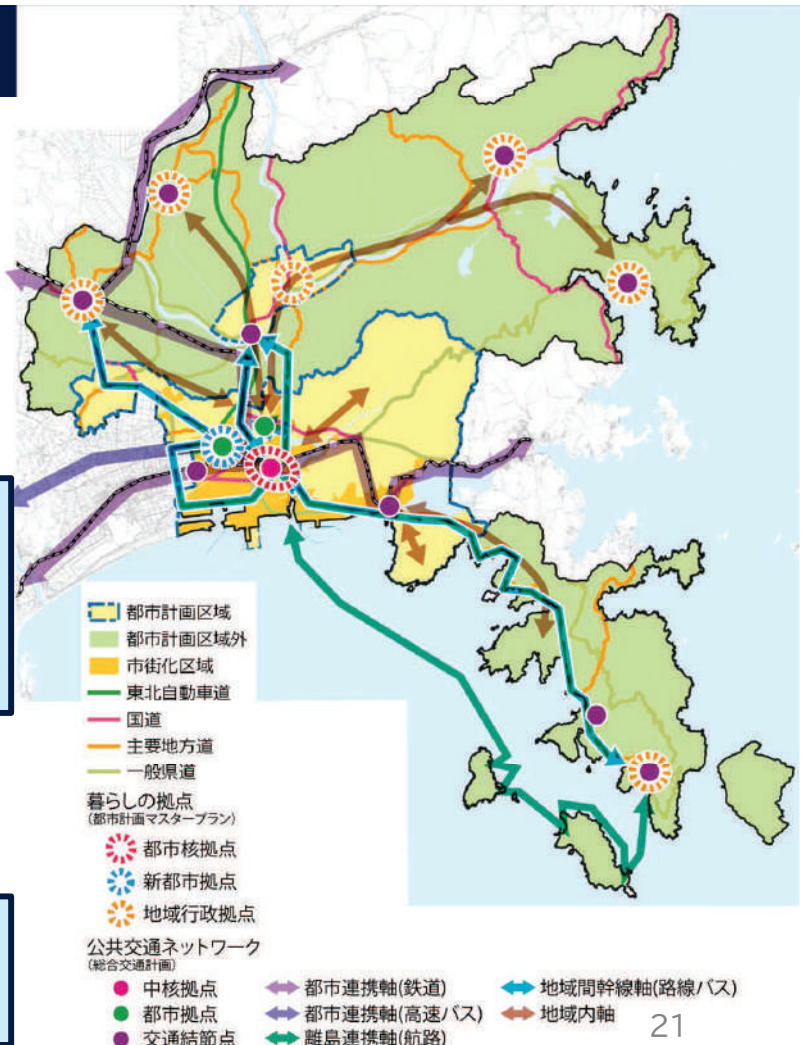 都市計画区域
都市計画区域外
市街化区域
東北自動車道
国道
主要地方道
一般県道
暮らしの拠点
(都市計画マスタープラン)
都市核拠点
新都市拠点
地域行政拠点
公共交通ネットワーク
(総合交通計画)
中核拠点
都市拠点
交通結節点
都市連携軸(鉄道)
都市連携軸(高速バス)
離島連携軸(航路)
地域間幹線軸(路線バス)
地域内軸
21